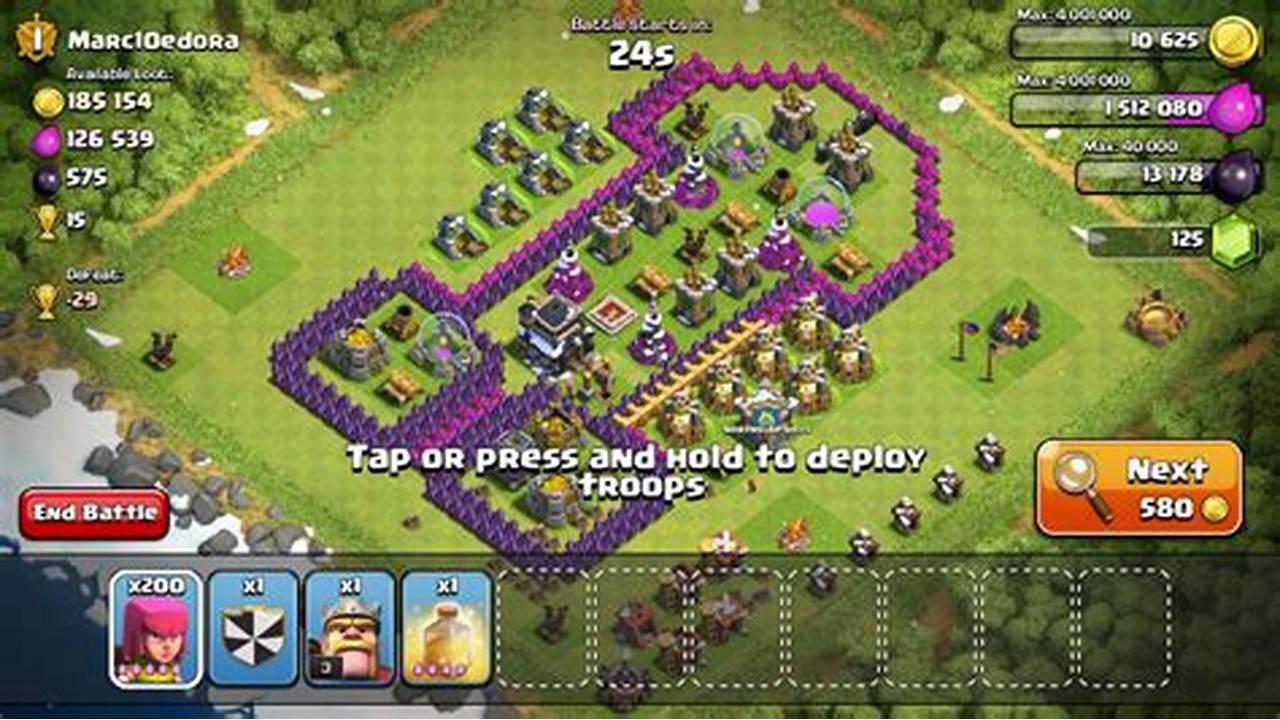 Marc10edora
Available Loot:
185 154
126 539
575
15
Defeat:
-29
Battle starts in:
24s
Max: 4 001 000
10 625
Max: 4 001 000
1 512 080
Max: 40 000
13 178
125
Tap or press and hold to deploy
troops
End Battle
Next
580
x200
x1
x1
x1